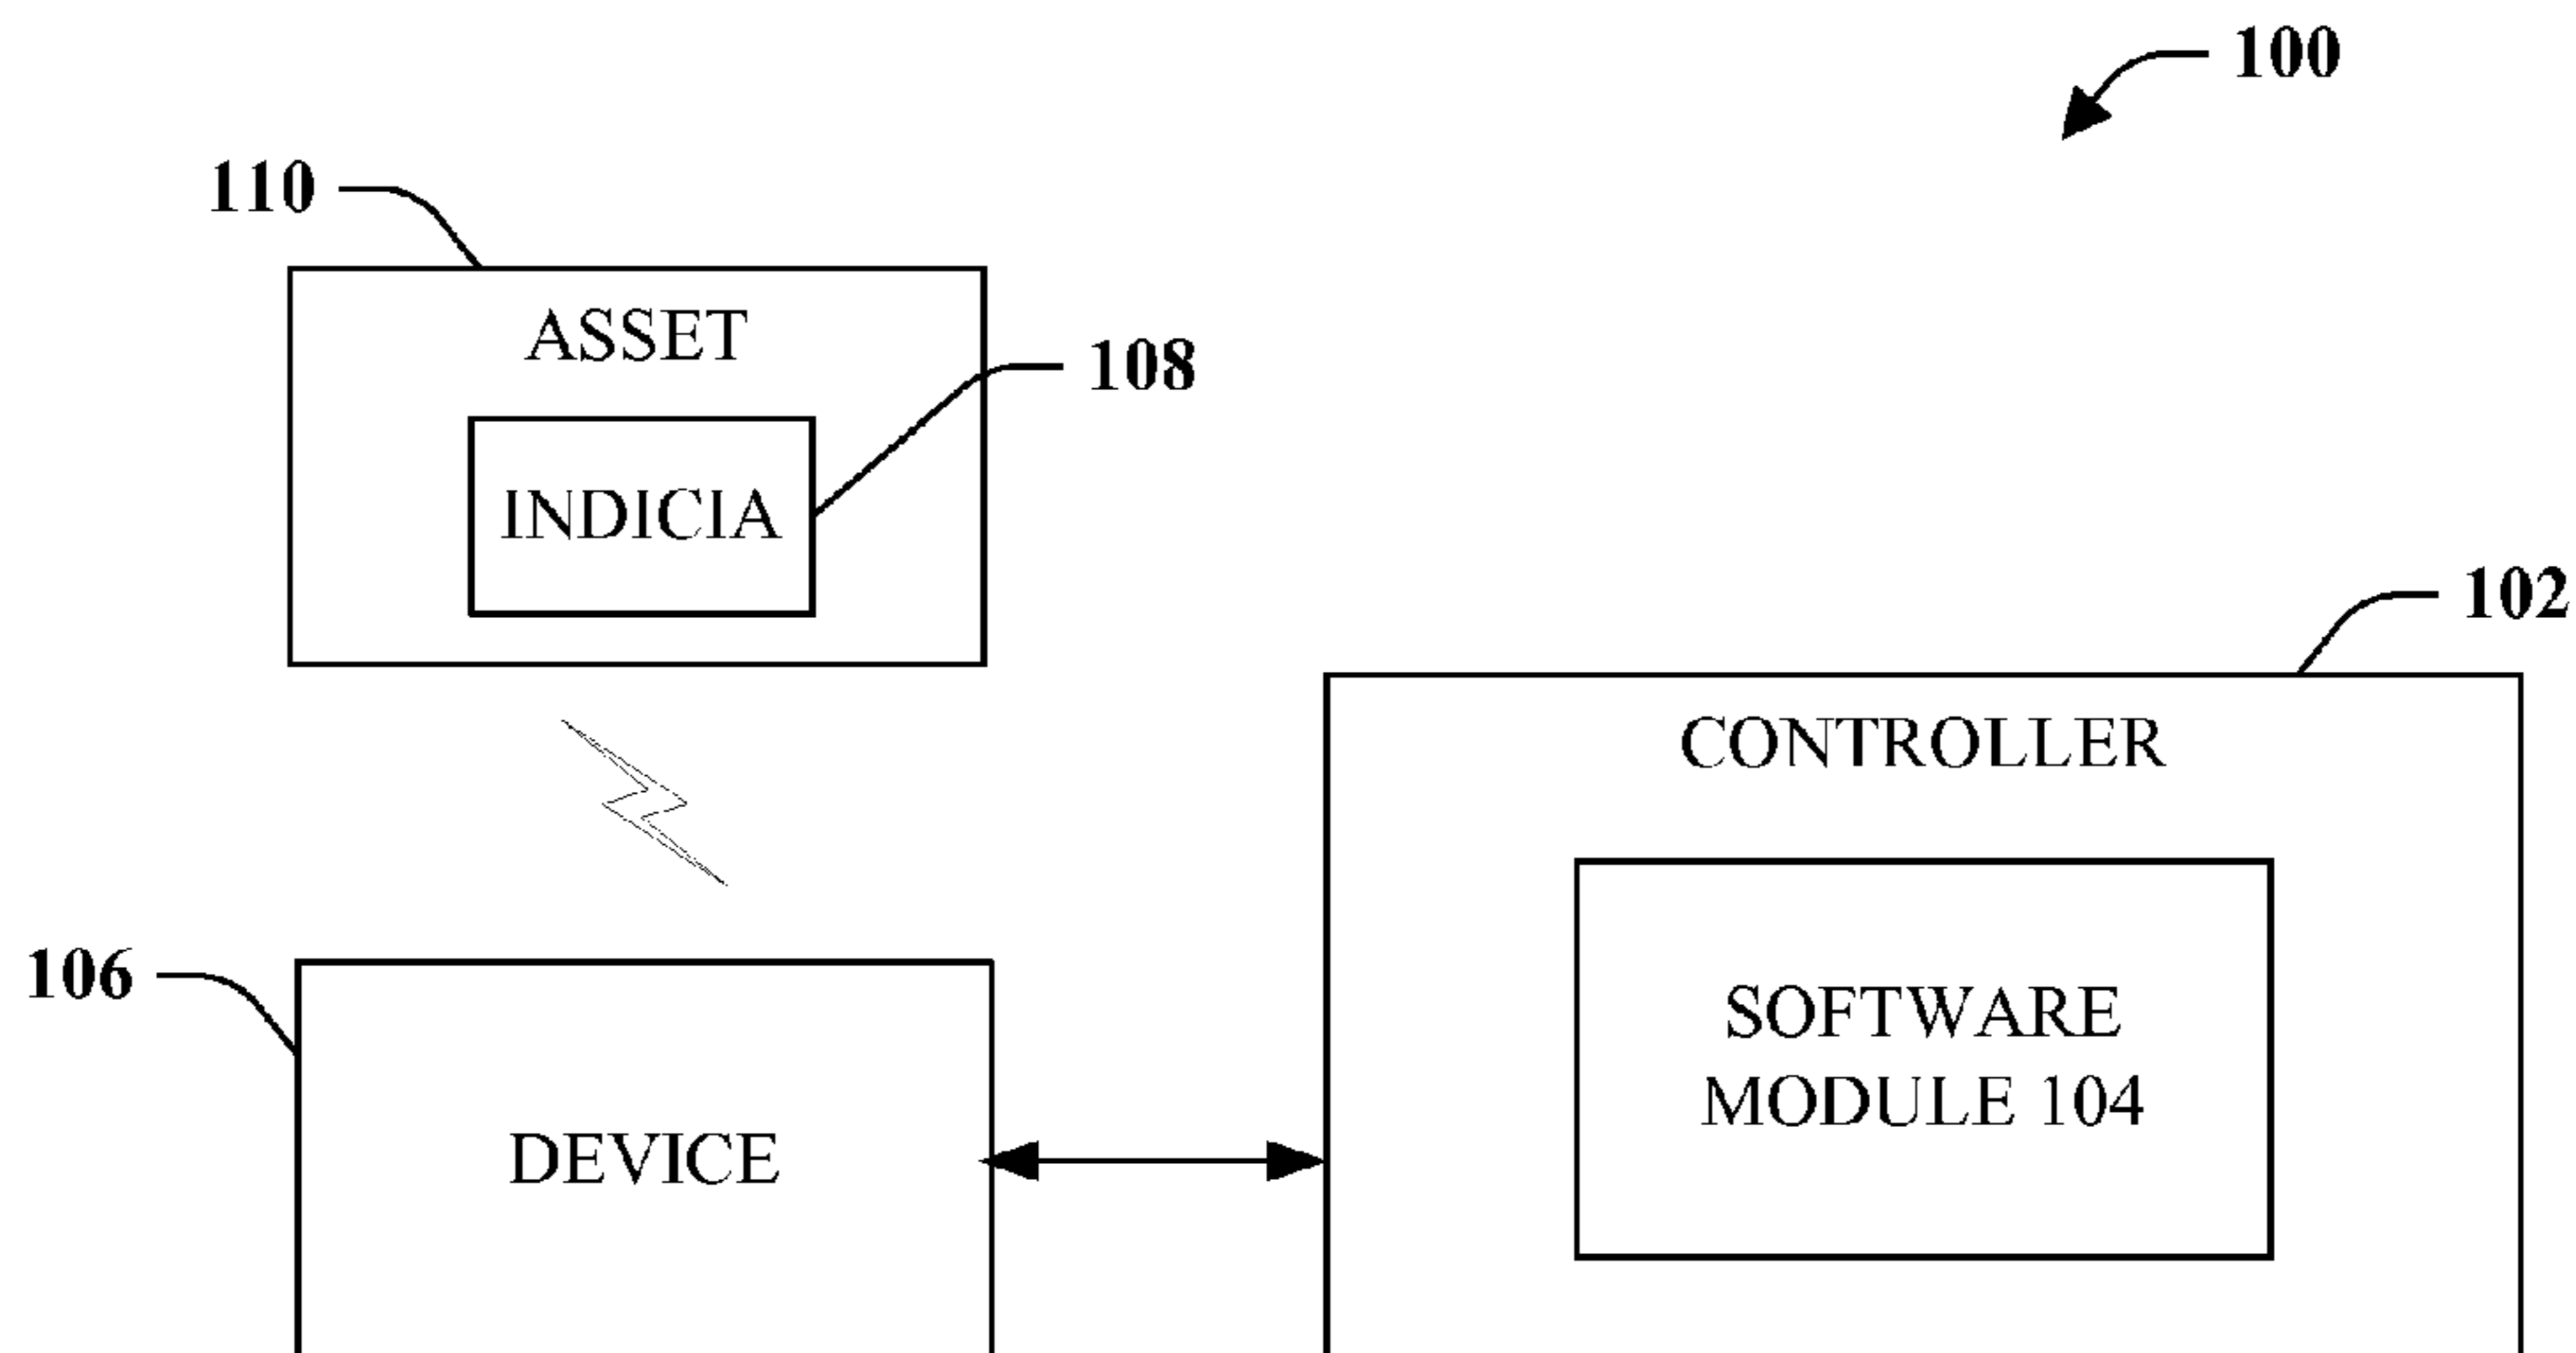 100
110
ASSET
108
INDICIA
102
CONTROLLER
106
SOFTWARE
MODULE 104
DEVICE